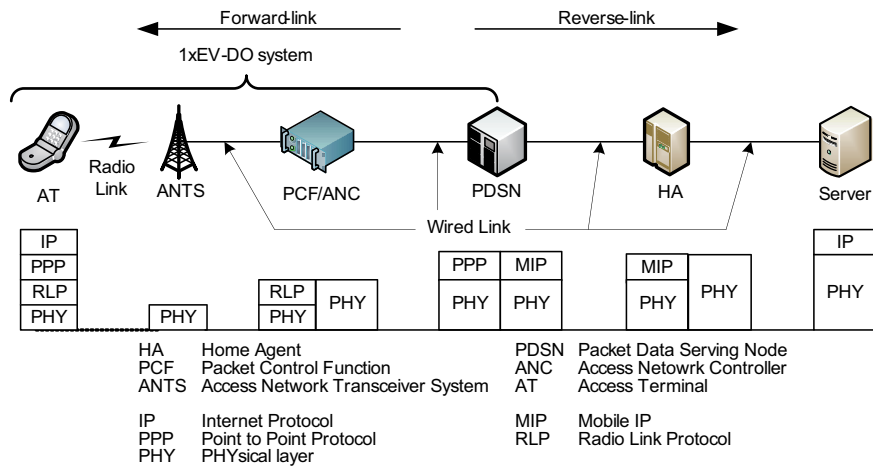 Forward-link
Reverse-link
1xEV-DO system
Radio
Link
AT
ANTS
PCF/ANC
PDSN
HA
Server
Wired Link
IP
PPP
RLP
PHY
PHY
RLP
PHY
PHY
PPP
MIP
PHY
PHY
MIP
PHY
PHY
IP
PHY
HA Home Agent
PCF Packet Control Function
ANTS Access Network Transceiver System
PDSN Packet Data Serving Node
ANC Access Netowrk Controller
AT Access Terminal
IP Internet Protocol
PPP Point to Point Protocol
PHY PHYsical layer
MIP Mobile IP
RLP Radio Link Protocol